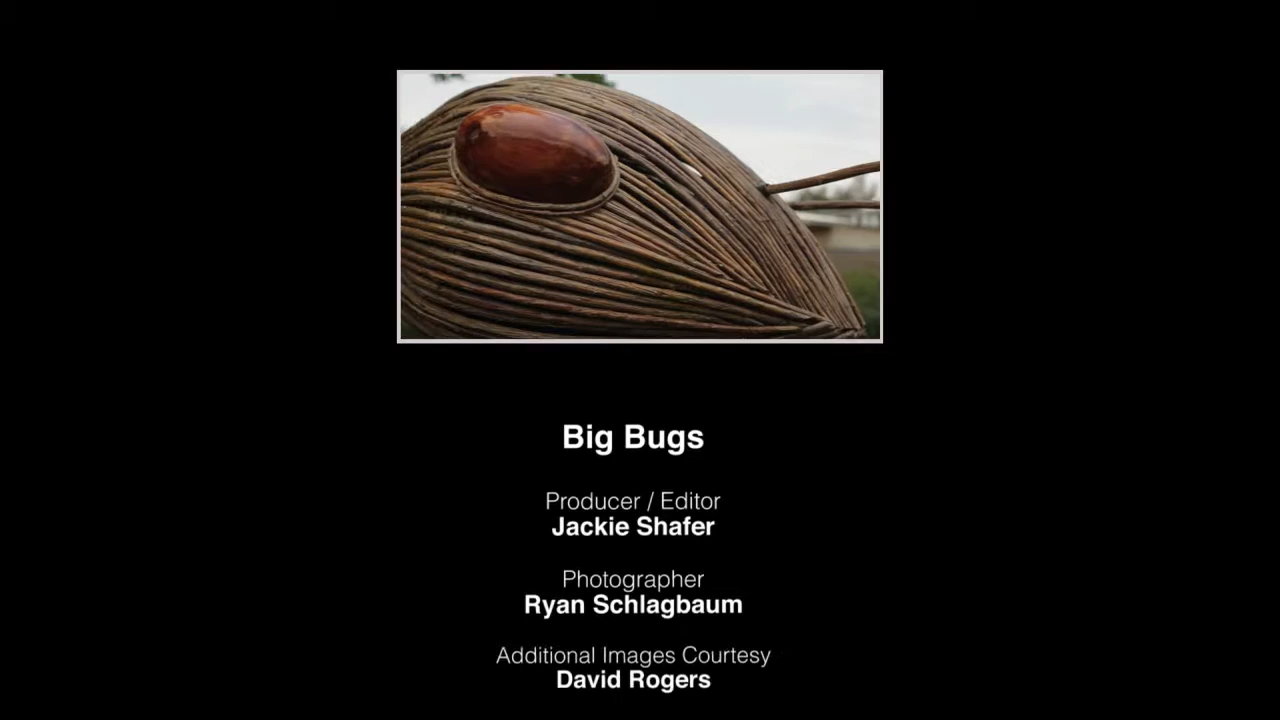 Big Bugs
Producer / Editor
Jackie Shafer
Photographer
Ryan Schlagbaum
Additional Images Courtesy
David Rogers